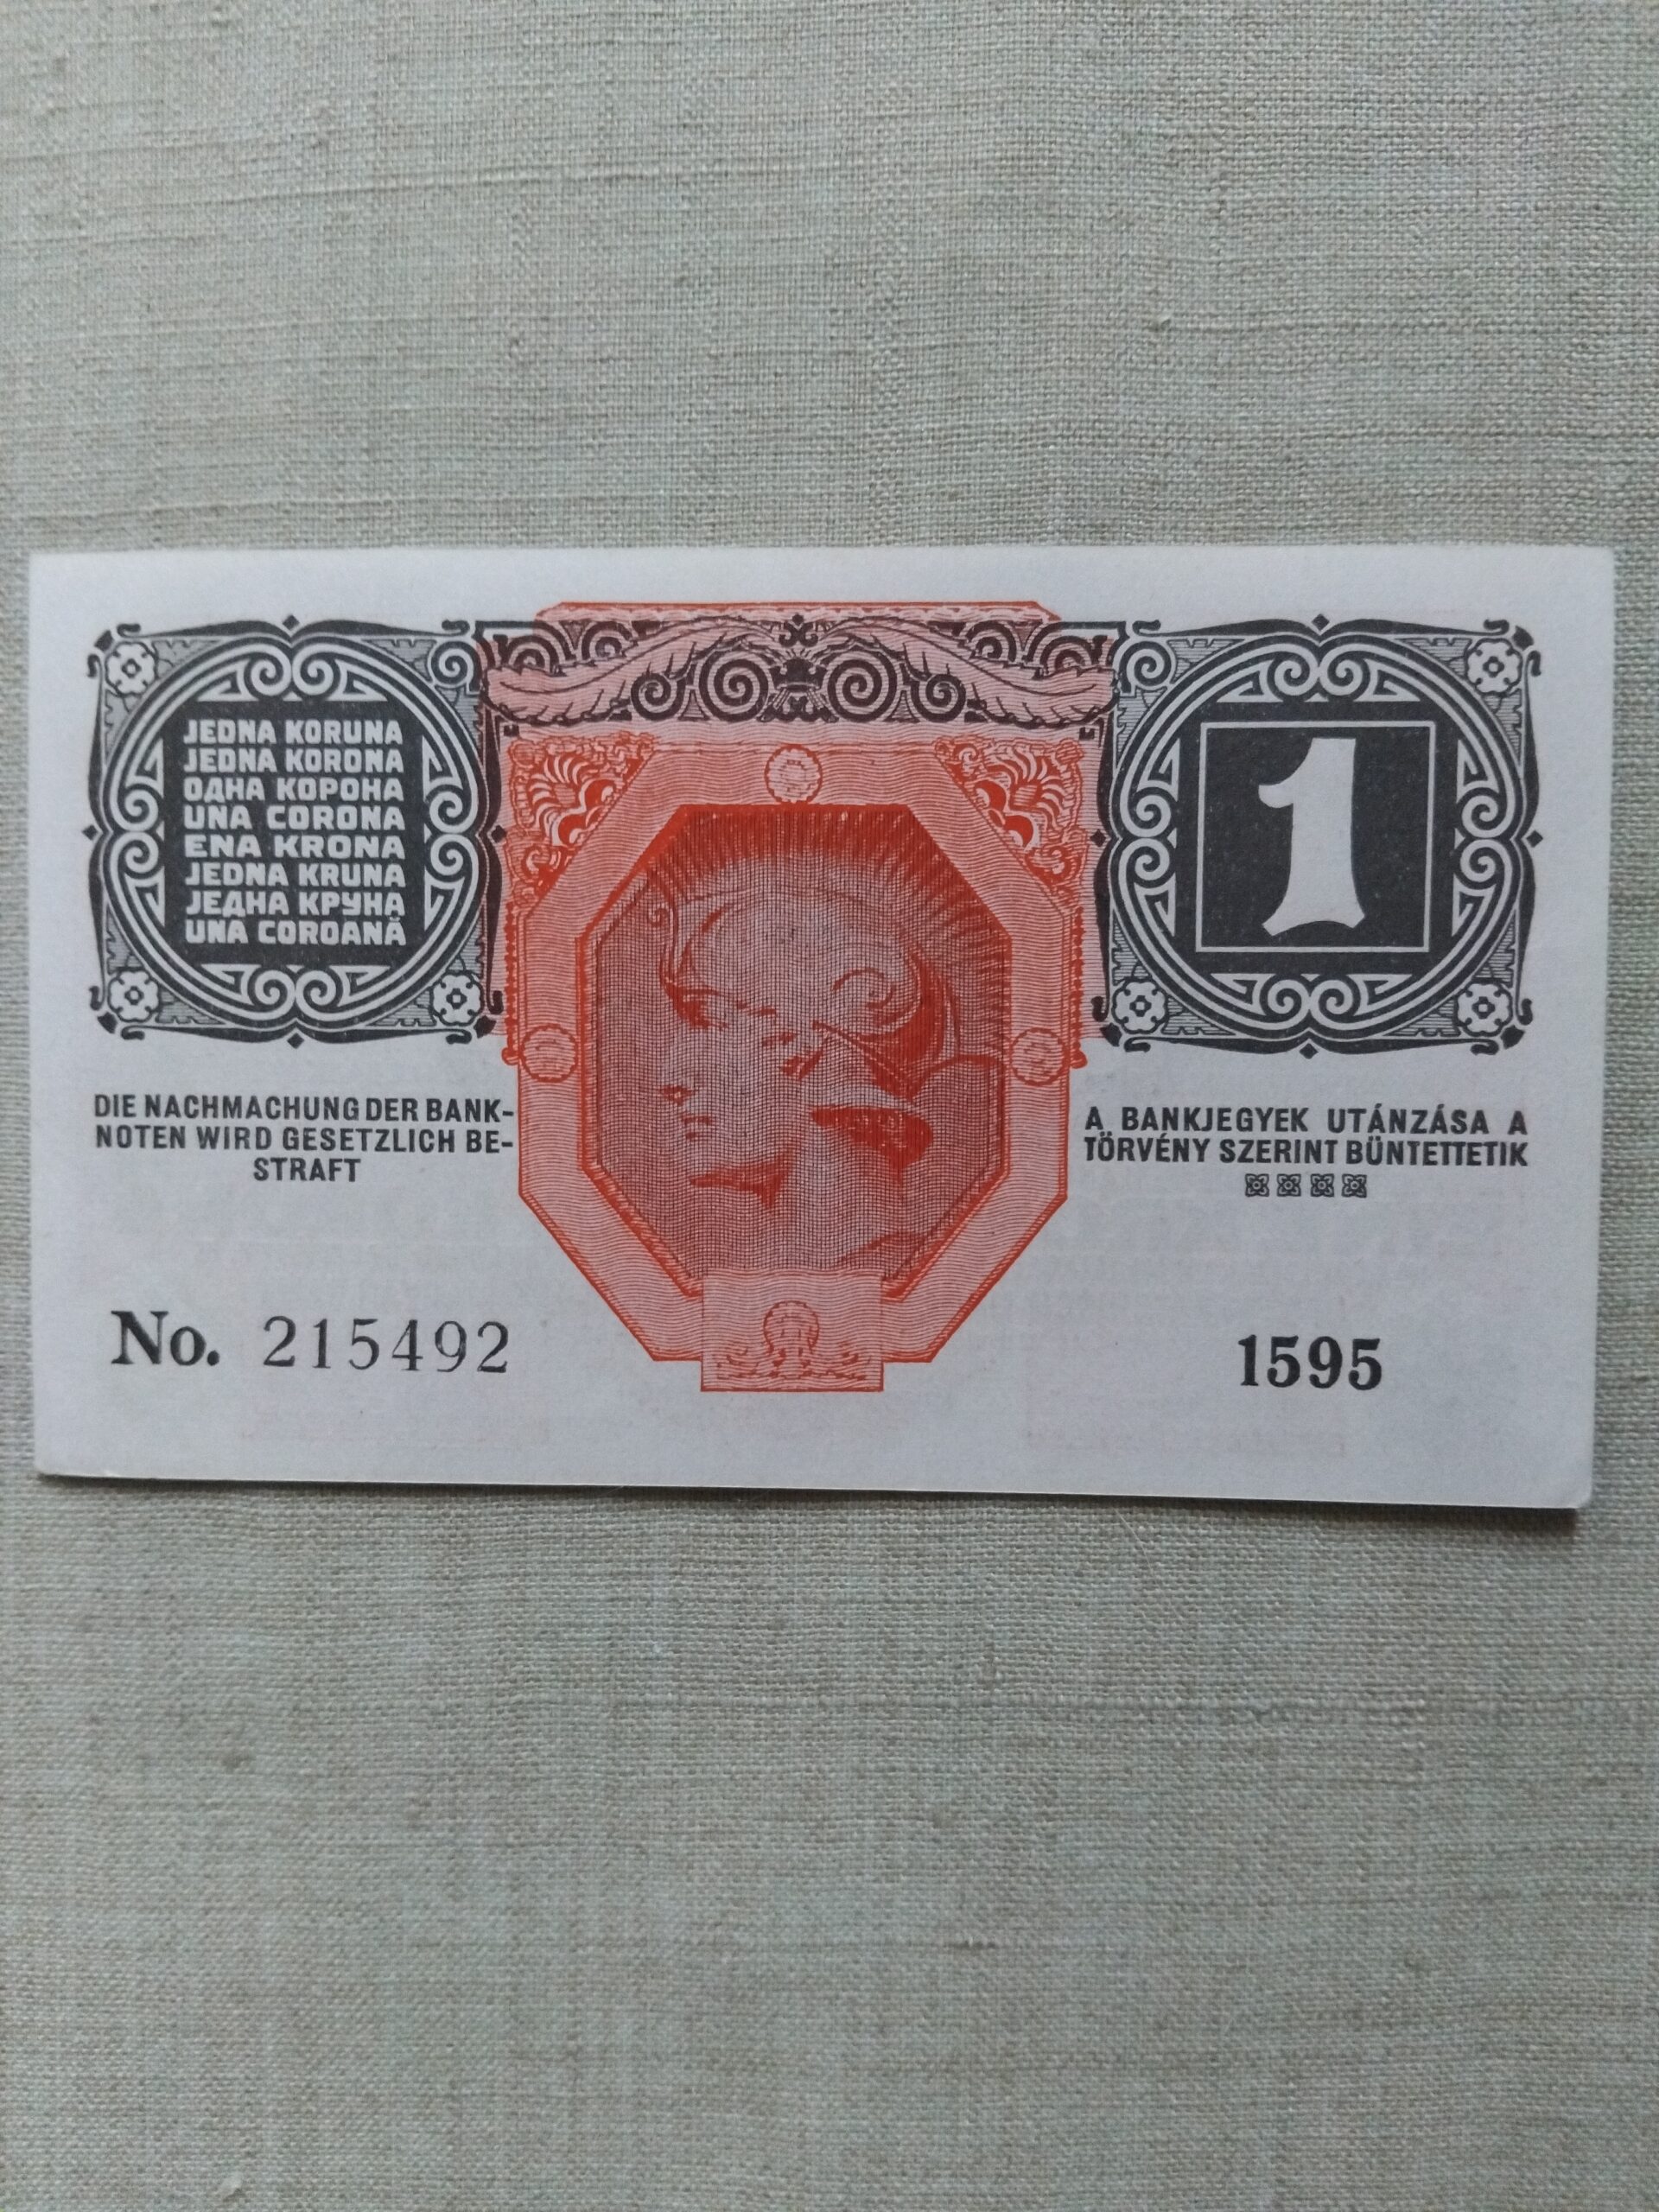 JEDNA KORUNA
JEDNA KORONA
ОДНА КОРОНА
UNA CORONA
ENA KRONA
JEDNA KRUNA
ЈЕДНА КРУНА
UNA COROANĂ
1
DIE NACHMACHUNG DER BANK-
NOTEN WIRD GESETZLICH BE-
STRAFT
A BANKJEGYEK UTÁNZÁSA A
TÖRVÉNY SZERINT BÜNTETTETIK
No. 215492
1595